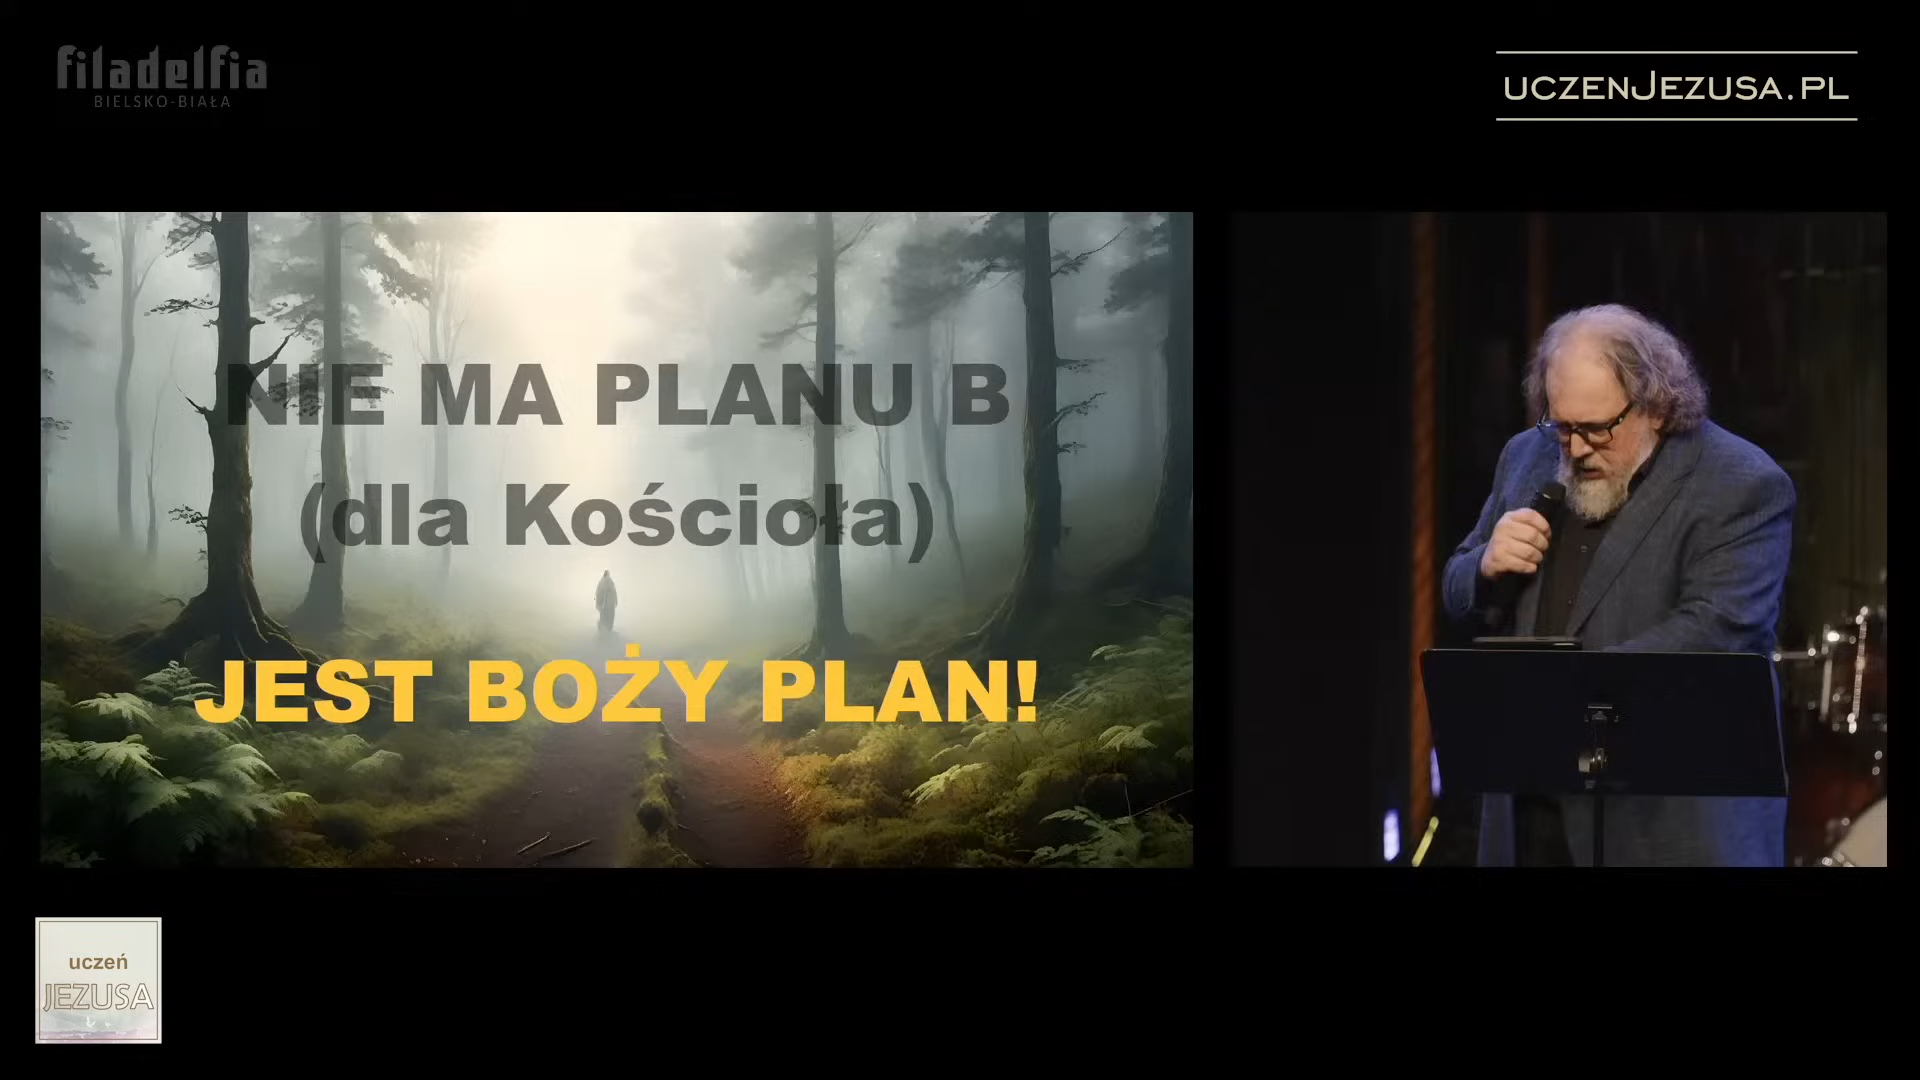 filadelfia
BIELSKO-BIAŁA
UCZENJEZUSA.PL
NIE MA PLANU B
(dla Kościoła)
JEST BOŻY PLAN!
uczeń
JEZUSA